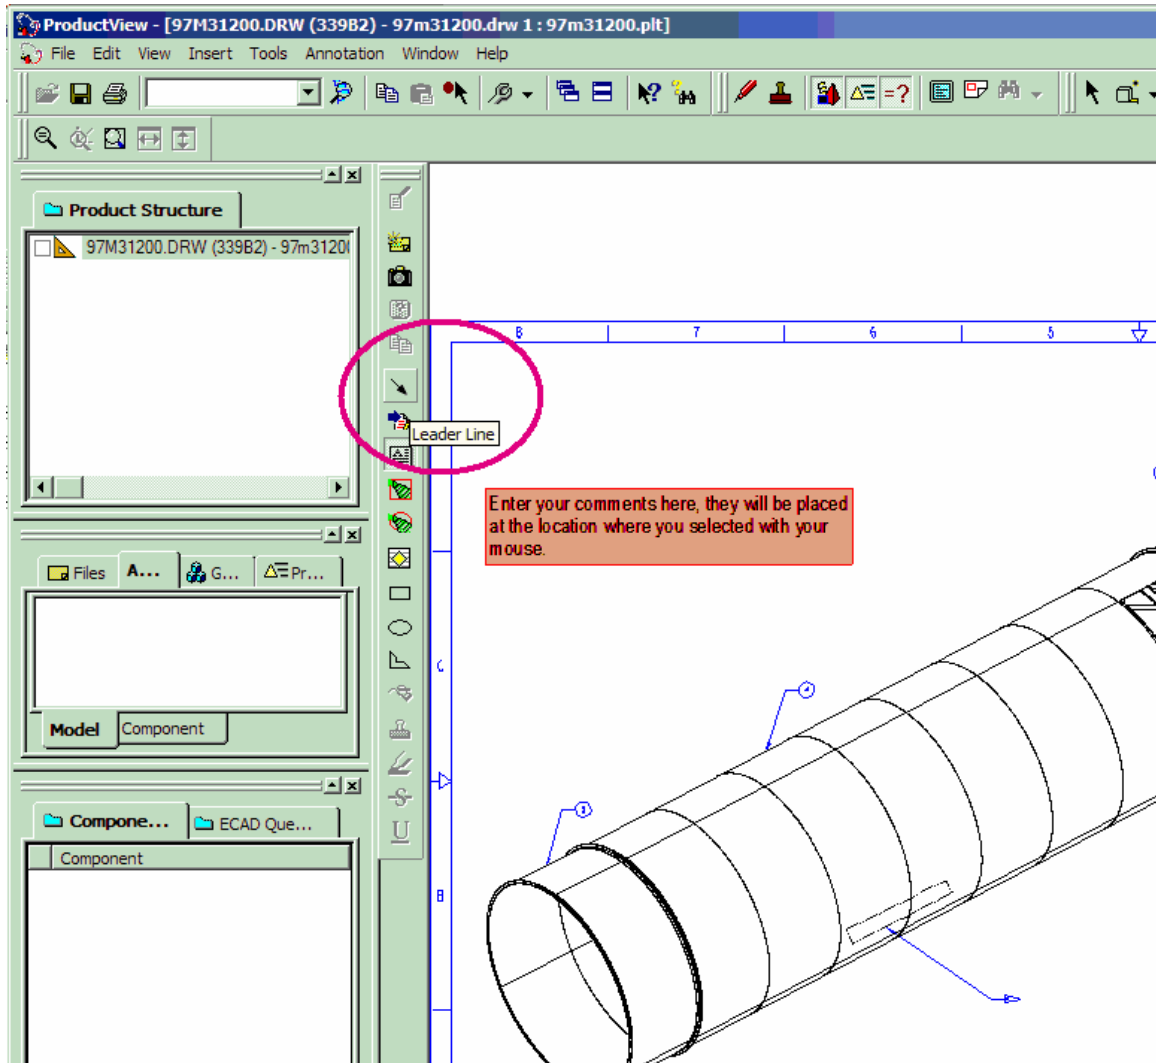 ProductView - [97M31200.DRW (339B2) - 97m31200.drw 1 : 97m31200.plt]
File Edit View Insert Tools Annotation Window Help
Product Structure
97M31200.DRW (339B2) - 97m3120
8 7 6 5
Leader Line
Enter your comments here, they will be placed
at the location where you selected with your
mouse.
Files A... G... Pr...
C
Model Component
4
3
Compone... ECAD Que...
Component
B